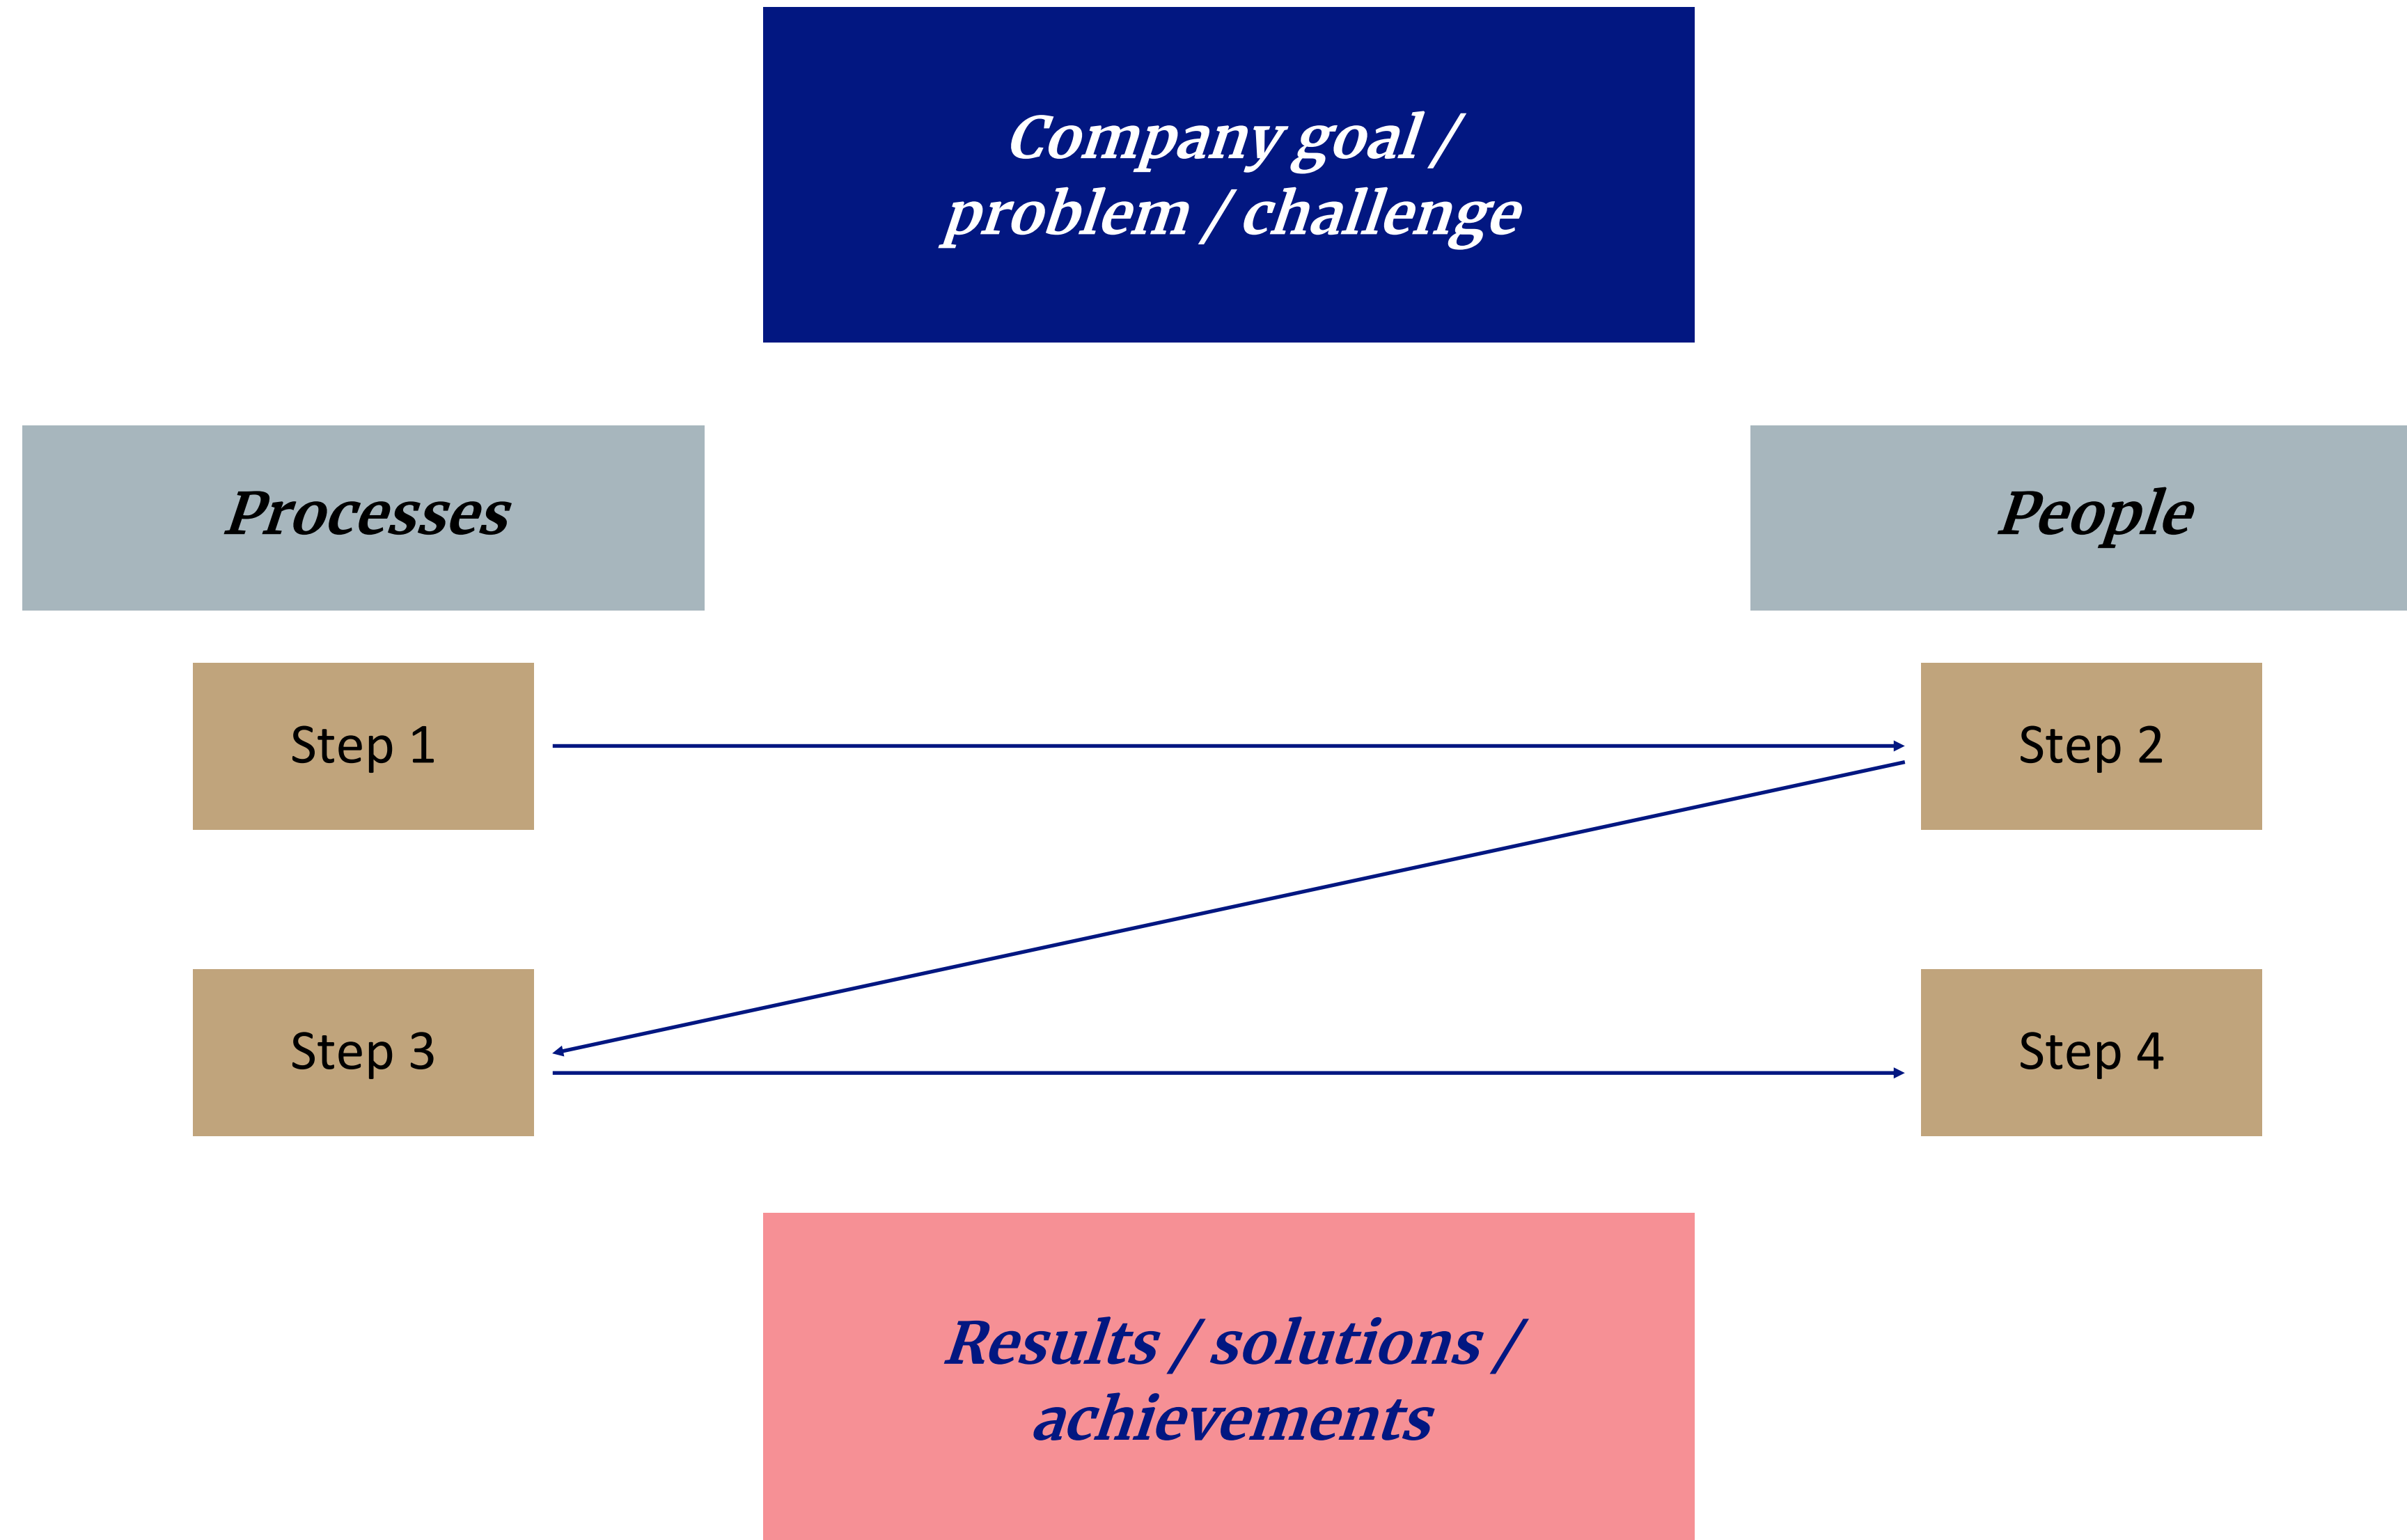 Company goal /
problem / challenge
Processes
People
Step 1
Step 2
Step 3
Step 4
Results / solutions /
achievements